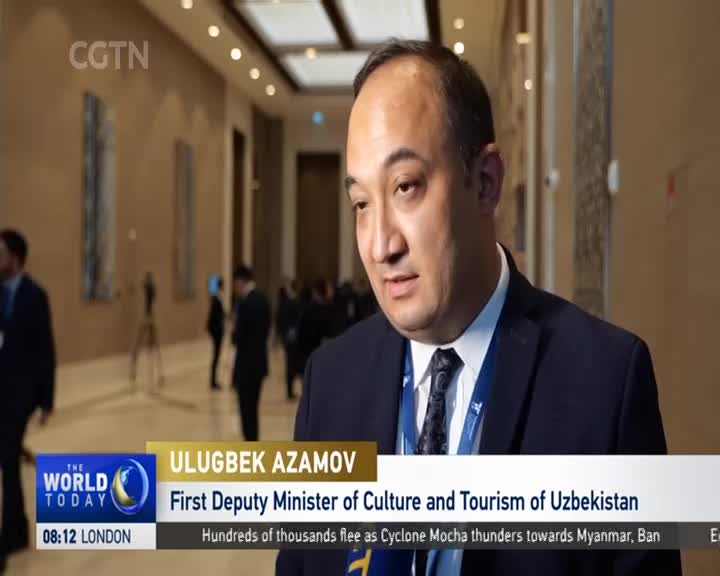 CGTN
ULUGBEK AZAMOV
THE
WORLD
TODAY
First Deputy Minister of Culture and Tourism of Uzbekistan
08:12 LONDON
Hundreds of thousands flee as Cyclone Mocha thunders towards Myanmar, Ban